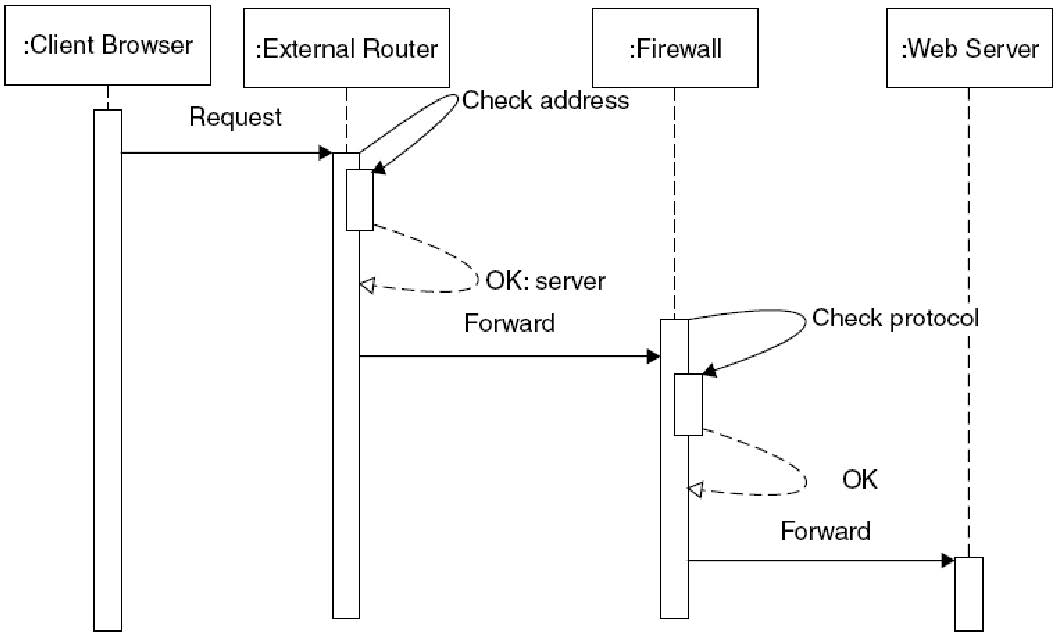 :Client Browser
:External Router
:Firewall
:Web Server
Check address
Request
OK: server
Forward
Check protocol
OK
Forward